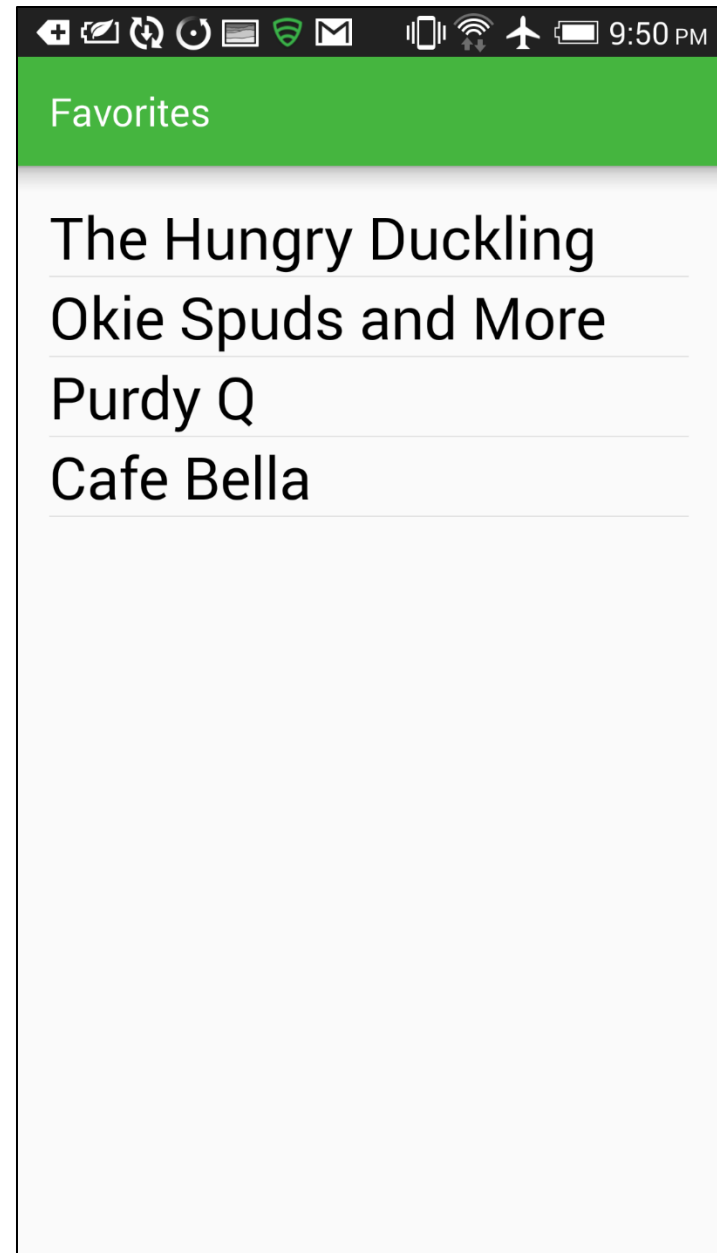 9:50 PM
Favorites
The Hungry Duckling
Okie Spuds and More
Purdy Q
Cafe Bella